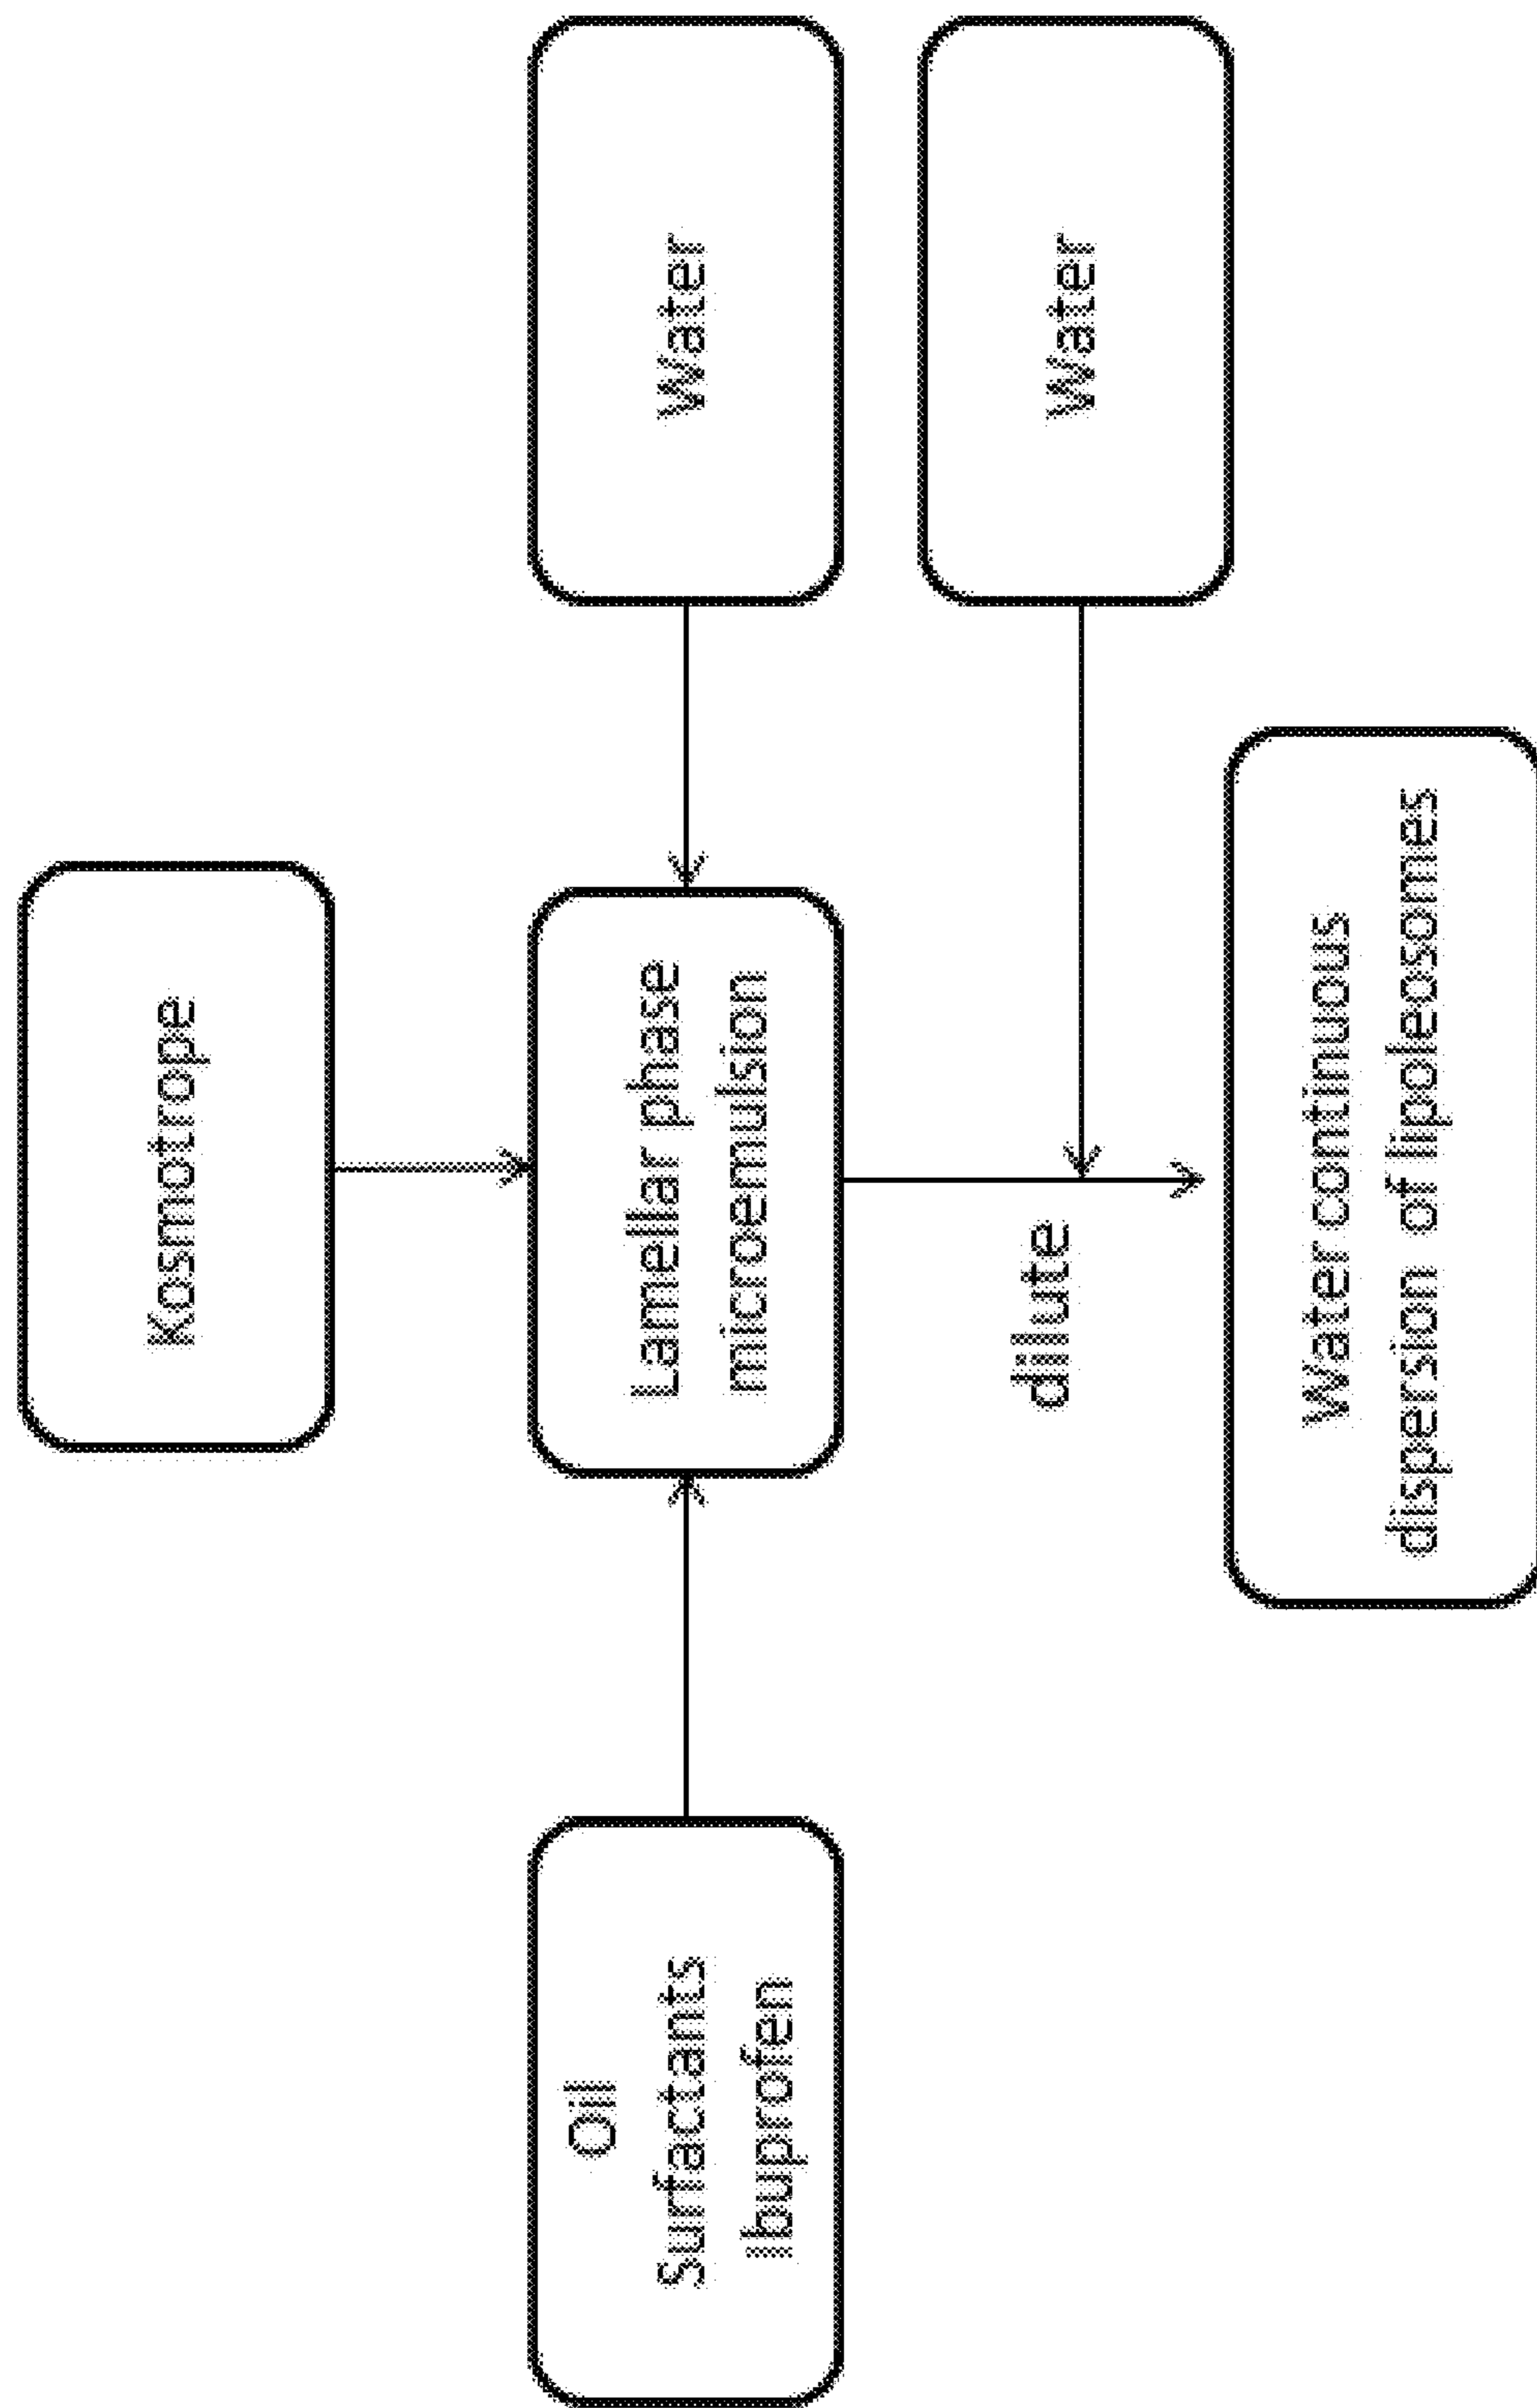 Kosmotrope
Oil
Surfactants
Ibuprofen
Lamellar phase
microemulsion
Water
dilute
Water
Water continuous
dispersion of lipoleosomes